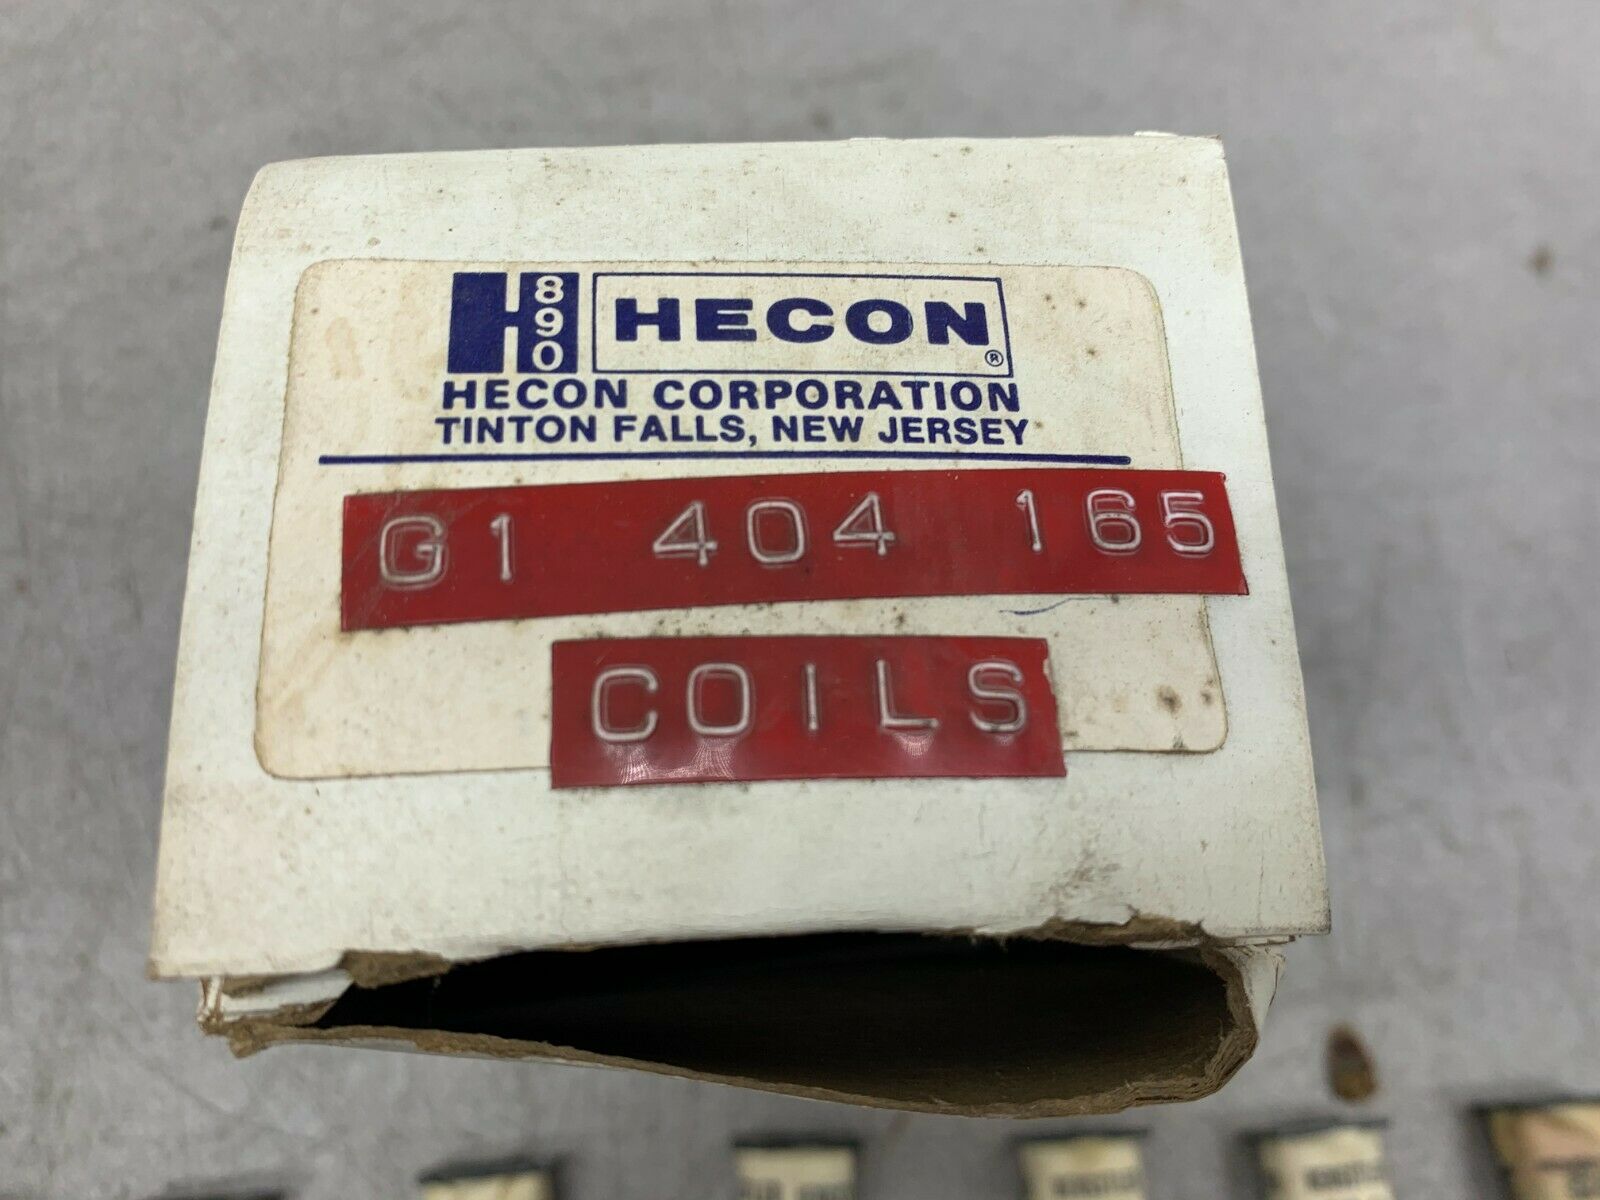 H 890 HECON®
HECON CORPORATION
TINTON FALLS, NEW JERSEY
G1 404 165
COILS